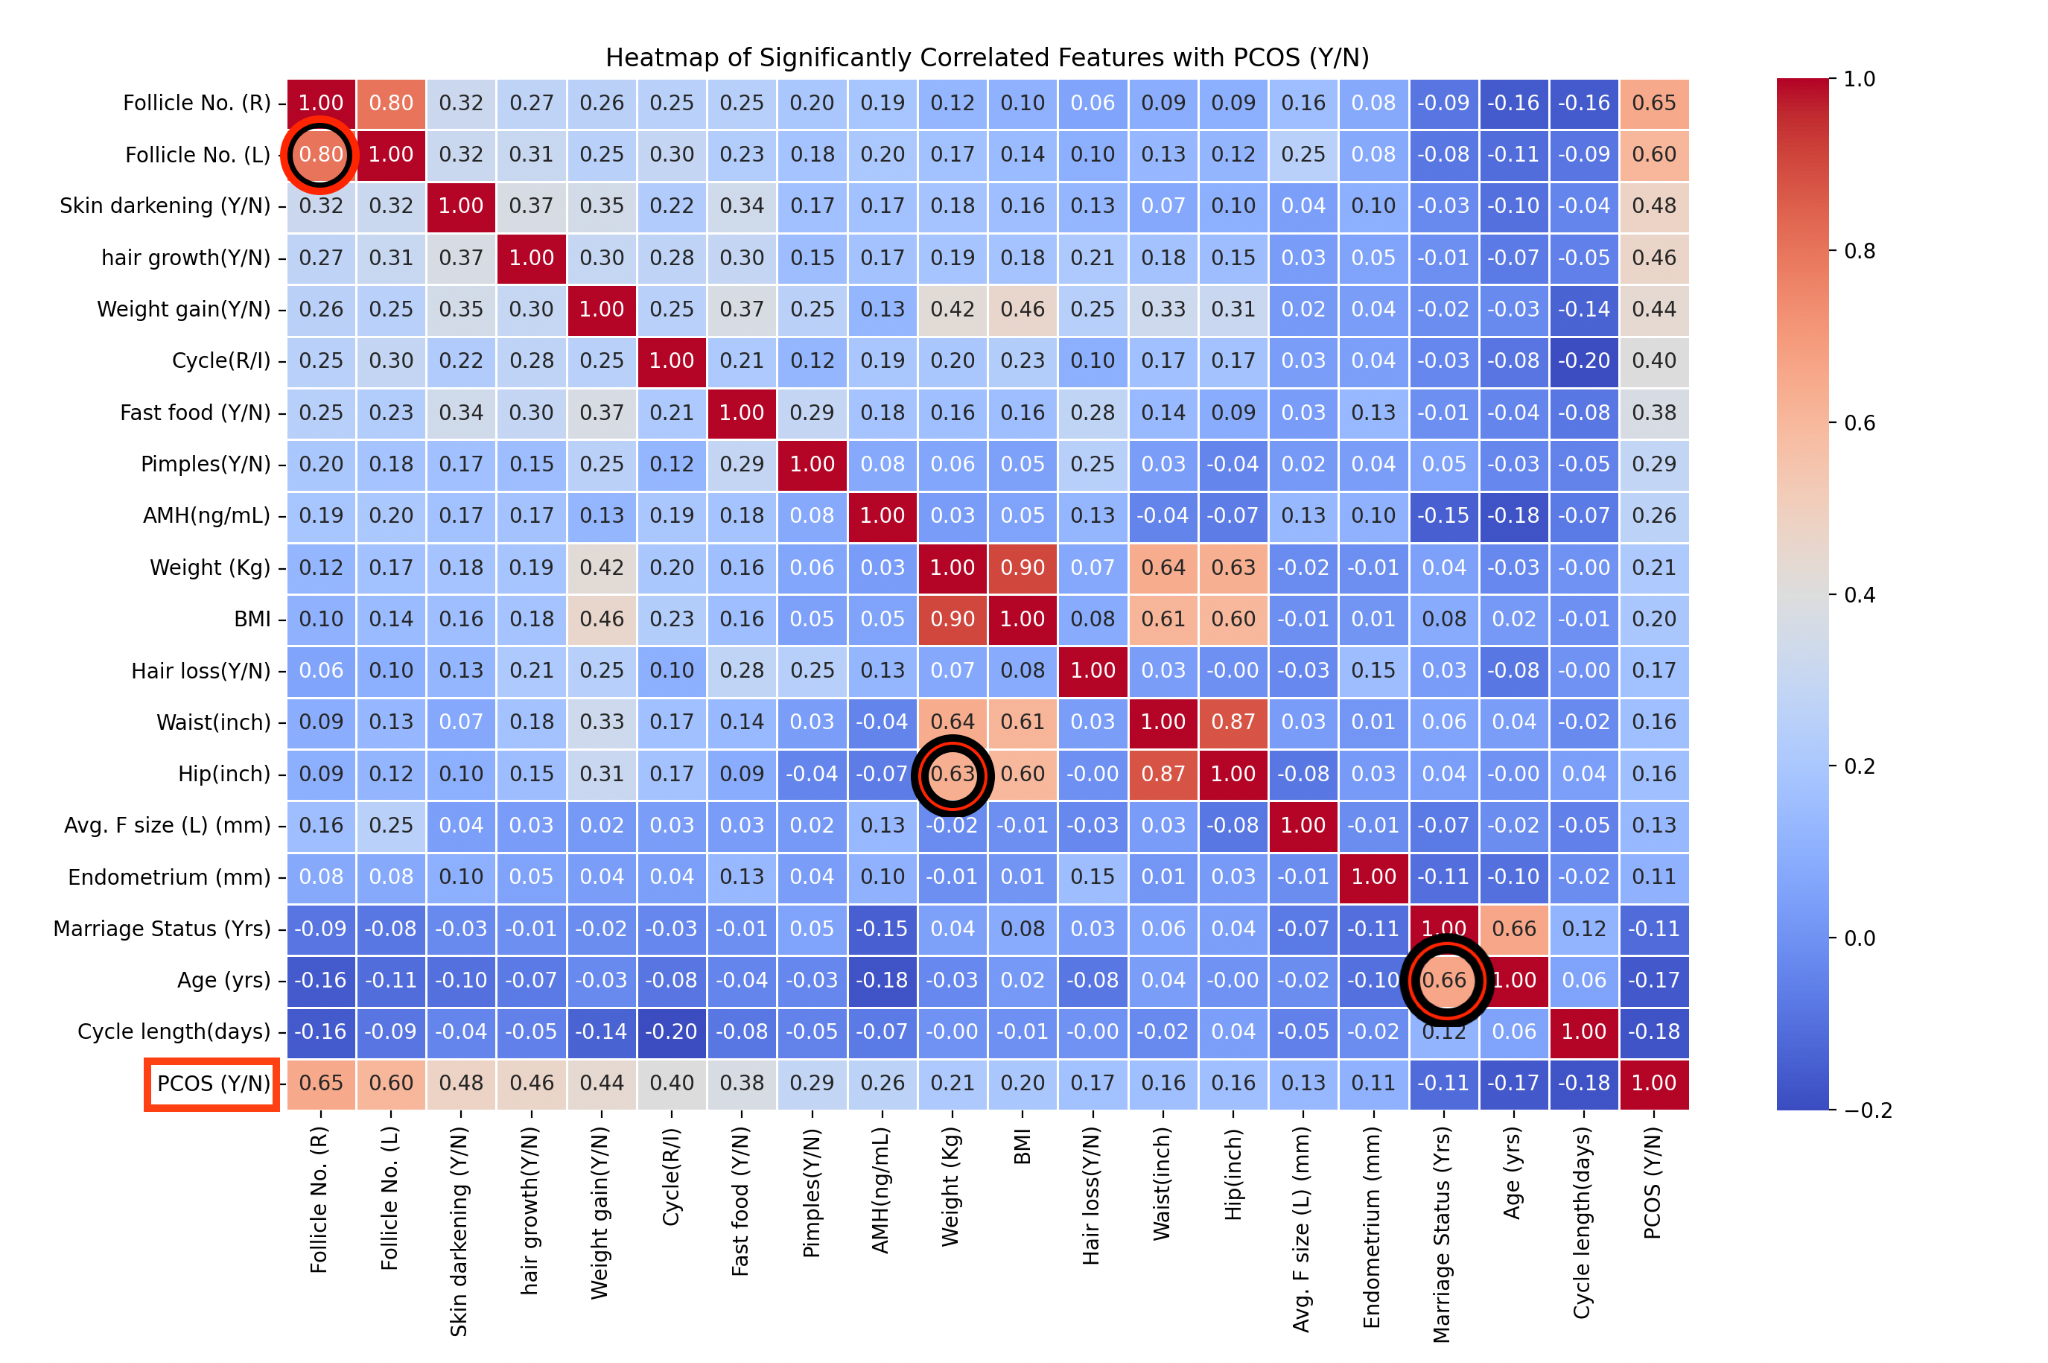 Heatmap of Significantly Correlated Features with PCOS (Y/N)
Follicle No. (R) 1.00 0.80 0.32 0.27 0.26 0.25 0.25 0.20 0.19 0.12 0.10 0.06 0.09 0.09 0.16 0.08 -0.09 -0.16 -0.16 0.65
Follicle No. (L) 0.80 1.00 0.32 0.31 0.25 0.30 0.23 0.18 0.20 0.17 0.14 0.10 0.13 0.12 0.25 0.08 -0.08 -0.11 -0.09 0.60
Skin darkening (Y/N) 0.32 0.32 1.00 0.37 0.35 0.22 0.34 0.17 0.17 0.18 0.16 0.13 0.07 0.10 0.04 0.10 -0.03 -0.10 -0.04 0.48
hair growth(Y/N) 0.27 0.31 0.37 1.00 0.30 0.28 0.30 0.15 0.17 0.19 0.18 0.21 0.18 0.15 0.03 0.05 -0.01 -0.07 -0.05 0.46
Weight gain(Y/N) 0.26 0.25 0.35 0.30 1.00 0.25 0.37 0.25 0.13 0.42 0.46 0.25 0.33 0.31 0.02 0.04 -0.02 -0.03 -0.14 0.44
Cycle(R/I) 0.25 0.30 0.22 0.28 0.25 1.00 0.21 0.12 0.19 0.20 0.23 0.10 0.17 0.17 0.03 0.04 -0.03 -0.08 -0.20 0.40
Fast food (Y/N) 0.25 0.23 0.34 0.30 0.37 0.21 1.00 0.29 0.18 0.16 0.16 0.28 0.14 0.09 0.03 0.13 -0.01 -0.04 -0.08 0.38
Pimples(Y/N) 0.20 0.18 0.17 0.15 0.25 0.12 0.29 1.00 0.08 0.06 0.05 0.25 0.03 -0.04 0.02 0.04 0.05 -0.03 -0.05 0.29
AMH(ng/mL) 0.19 0.20 0.17 0.17 0.13 0.19 0.18 0.08 1.00 0.03 0.05 0.13 -0.04 -0.07 0.13 0.10 -0.15 -0.18 -0.07 0.26
Weight (Kg) 0.12 0.17 0.18 0.19 0.42 0.20 0.16 0.06 0.03 1.00 0.90 0.07 0.64 0.63 -0.02 -0.01 0.04 -0.03 -0.00 0.21
BMI 0.10 0.14 0.16 0.18 0.46 0.23 0.16 0.05 0.05 0.90 1.00 0.08 0.61 0.60 -0.01 0.01 0.08 0.02 -0.01 0.20
Hair loss(Y/N) 0.06 0.10 0.13 0.21 0.25 0.10 0.28 0.25 0.13 0.07 0.08 1.00 0.03 -0.00 -0.03 0.15 0.03 -0.08 -0.00 0.17
Waist(inch) 0.09 0.13 0.07 0.18 0.33 0.17 0.14 0.03 -0.04 0.64 0.61 0.03 1.00 0.87 0.03 0.01 0.06 0.04 -0.02 0.16
Hip(inch) 0.09 0.12 0.10 0.15 0.31 0.17 0.09 -0.04 -0.07 0.63 0.60 -0.00 0.87 1.00 -0.08 0.03 0.04 -0.00 0.04 0.16
Avg. F size (L) (mm) 0.16 0.25 0.04 0.03 0.02 0.03 0.03 0.02 0.13 -0.02 -0.01 -0.03 0.03 -0.08 1.00 -0.01 -0.07 -0.02 -0.05 0.13
Endometrium (mm) 0.08 0.08 0.10 0.05 0.04 0.04 0.13 0.04 0.10 -0.01 0.01 0.15 0.01 0.03 -0.01 1.00 -0.11 -0.10 -0.02 0.11
Marriage Status (Yrs) -0.09 -0.08 -0.03 -0.01 -0.02 -0.03 -0.01 0.05 -0.15 0.04 0.08 0.03 0.06 0.04 -0.07 -0.11 1.00 0.66 0.12 -0.11
Age (yrs) -0.16 -0.11 -0.10 -0.07 -0.03 -0.08 -0.04 -0.03 -0.18 -0.03 0.02 -0.08 0.04 -0.00 -0.02 -0.10 0.66 1.00 0.06 -0.17
Cycle length(days) -0.16 -0.09 -0.04 -0.05 -0.14 -0.20 -0.08 -0.05 -0.07 -0.00 -0.01 -0.00 -0.02 0.04 -0.05 -0.02 0.12 0.06 1.00 -0.18
PCOS (Y/N) 0.65 0.60 0.48 0.46 0.44 0.40 0.38 0.29 0.26 0.21 0.20 0.17 0.16 0.16 0.13 0.11 -0.11 -0.17 -0.18 1.00
Follicle No. (R)
Follicle No. (L)
Skin darkening (Y/N)
hair growth(Y/N)
Weight gain(Y/N)
Cycle(R/I)
Fast food (Y/N)
Pimples(Y/N)
AMH(ng/mL)
Weight (Kg)
BMI
Hair loss(Y/N)
Waist(inch)
Hip(inch)
Avg. F size (L) (mm)
Endometrium (mm)
Marriage Status (Yrs)
Age (yrs)
Cycle length(days)
PCOS (Y/N)
1.0
0.8
0.6
0.4
0.2
0.0
−0.2